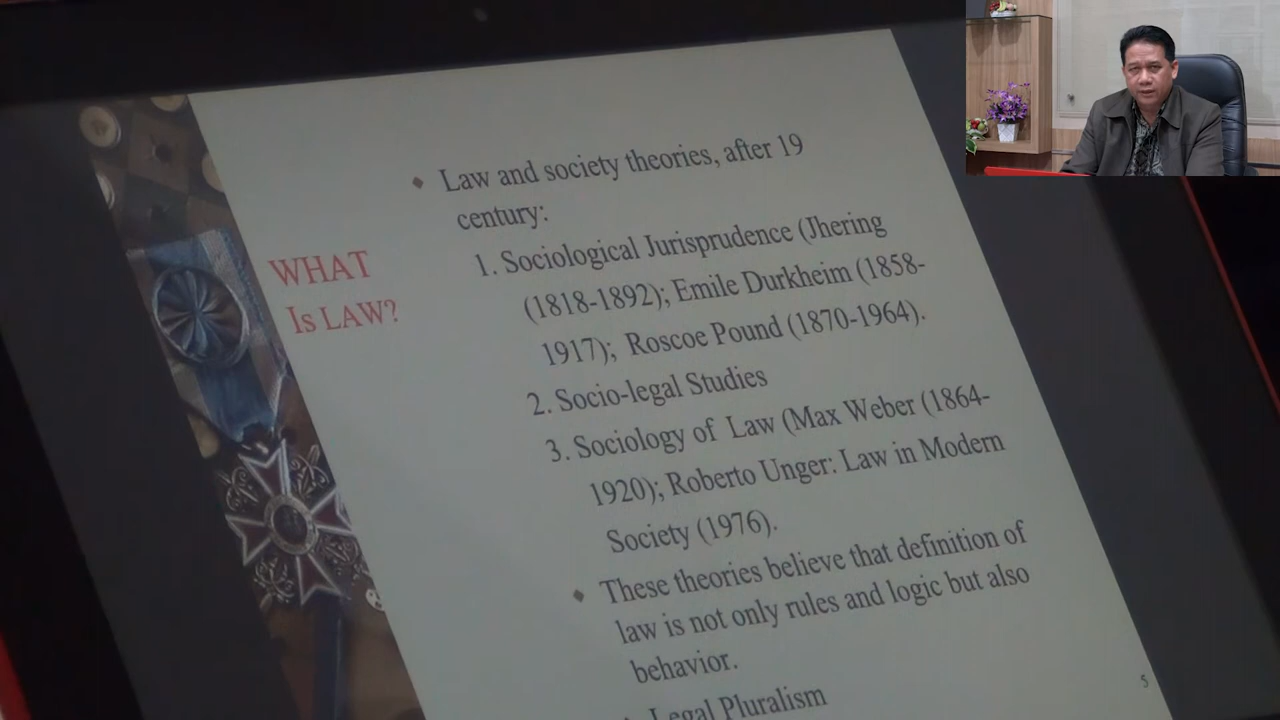 WHAT
Is LAW?
Law and society theories, after 19
century:
1. Sociological Jurisprudence (Jhering
(1818-1892); Emile Durkheim (1858-
1917); Roscoe Pound (1870-1964).
2. Socio-legal Studies
3. Sociology of Law (Max Weber (1864-
1920); Roberto Unger: Law in Modern
Society (1976).
These theories believe that definition of
law is not only rules and logic but also
behavior.
Legal Pluralism
5